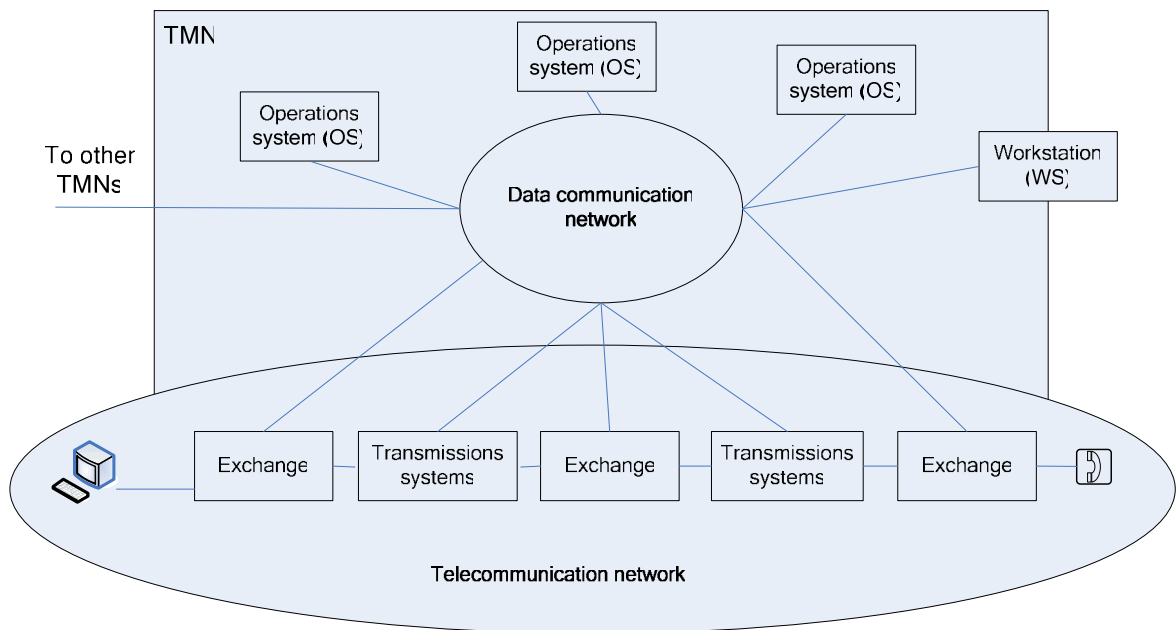 TMN
Operations
system (OS)
Operations
system (OS)
Operations
system (OS)
To other
TMNs
Workstation
(WS)
Data communication
network
Exchange
Transmissions
systems
Exchange
Transmissions
systems
Exchange
Telecommunication network